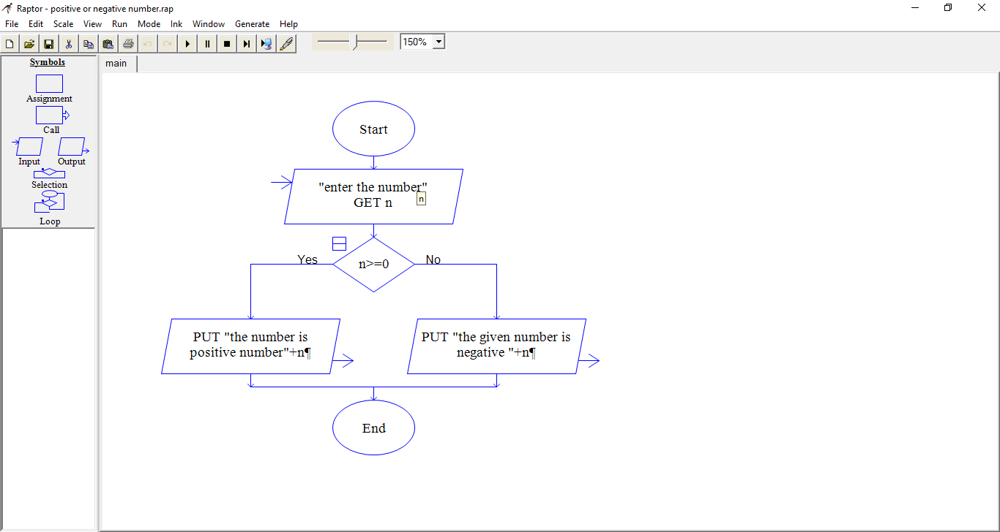 Raptor - positive or negative number.rap
File Edit Scale View Run Mode Ink Window Generate Help
150%
Symbols
main
Assignment
Call
Input Output
Selection
Loop
Start
"enter the number"
GET n
n
Yes
n>=0
No
PUT "the number is
positive number"+n¶
PUT "the given number is
negative "+n¶
End